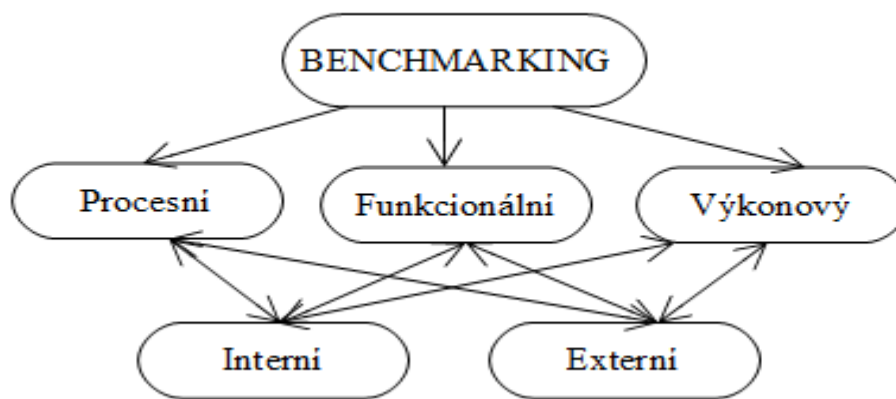 BENCHMARKING
Procesní
Funkcionální
Výkonový
Interní
Externí